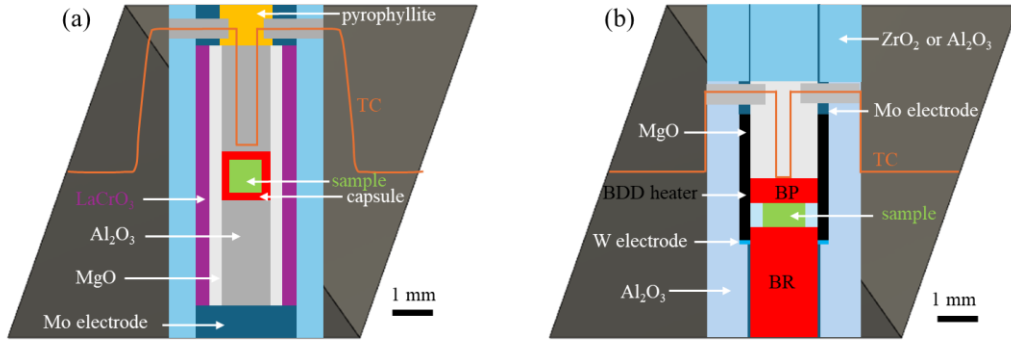 (a)
pyrophyllite
TC
sample
capsule
LaCrO₃
Al₂O₃
MgO
Mo electrode
1 mm
(b)
ZrO₂ or Al₂O₃
Mo electrode
MgO
TC
BDD heater
BP
sample
W electrode
BR
Al₂O₃
1 mm